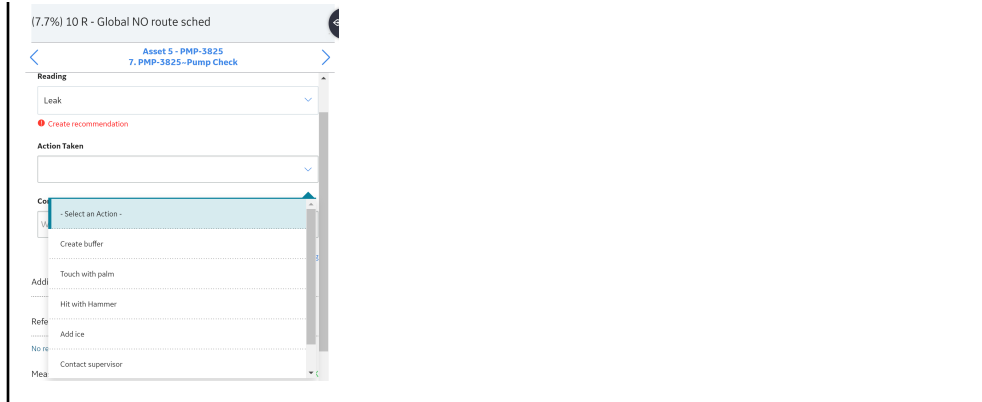 (7.7%) 10 R - Global NO route sched
Asset 5 - PMP-3825
7. PMP-3825~Pump Check
Reading
Leak
Create recommendation
Action Taken
- Select an Action -
Create buffer
Touch with palm
Hit with Hammer
Add ice
Contact supervisor